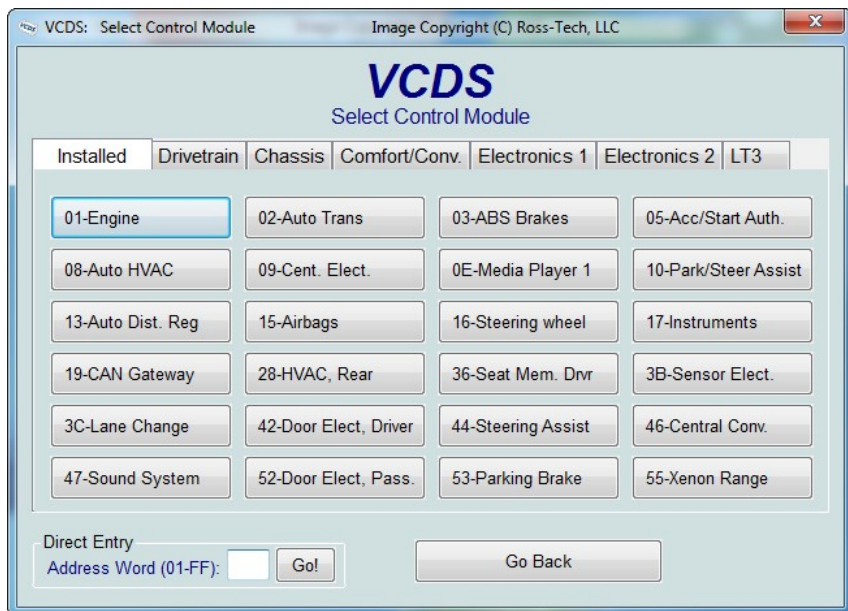 VCDS: Select Control Module Image Copyright (C) Ross-Tech, LLC
VCDS
Select Control Module
Installed Drivetrain Chassis Comfort/Conv. Electronics 1 Electronics 2 LT3
01-Engine 02-Auto Trans 03-ABS Brakes 05-Acc/Start Auth.
08-Auto HVAC 09-Cent. Elect. 0E-Media Player 1 10-Park/Steer Assist
13-Auto Dist. Reg 15-Airbags 16-Steering wheel 17-Instruments
19-CAN Gateway 28-HVAC, Rear 36-Seat Mem. Drvr 3B-Sensor Elect.
3C-Lane Change 42-Door Elect, Driver 44-Steering Assist 46-Central Conv.
47-Sound System 52-Door Elect, Pass. 53-Parking Brake 55-Xenon Range
Direct Entry
Address Word (01-FF): Go! Go Back